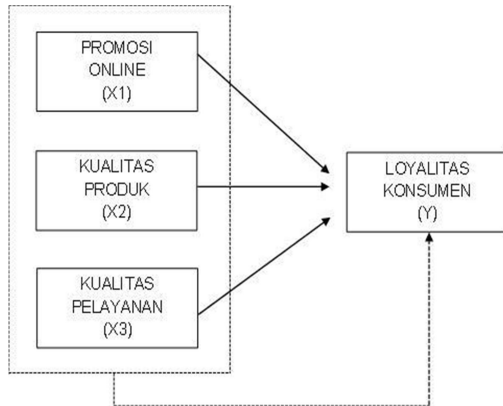 PROMOSI
ONLINE
(X1)
KUALITAS
PRODUK
(X2)
KUALITAS
PELAYANAN
(X3)
LOYALITAS
KONSUMEN
(Y)